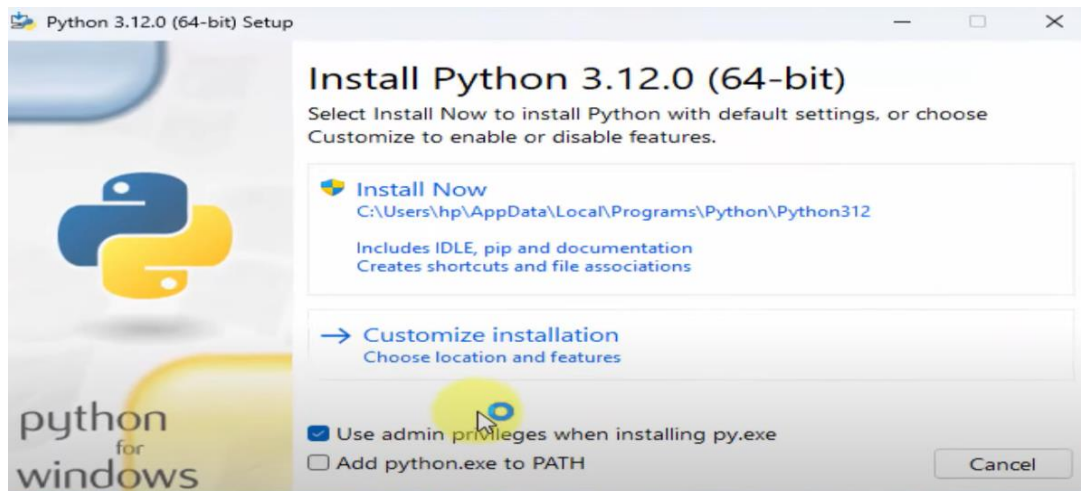 Python 3.12.0 (64-bit) Setup
Install Python 3.12.0 (64-bit)
Select Install Now to install Python with default settings, or choose
Customize to enable or disable features.
Install Now
C:\Users\hp\AppData\Local\Programs\Python\Python312
Includes IDLE, pip and documentation
Creates shortcuts and file associations
Customize installation
Choose location and features
python
for
windows
Use admin privileges when installing py.exe
Add python.exe to PATH
Cancel